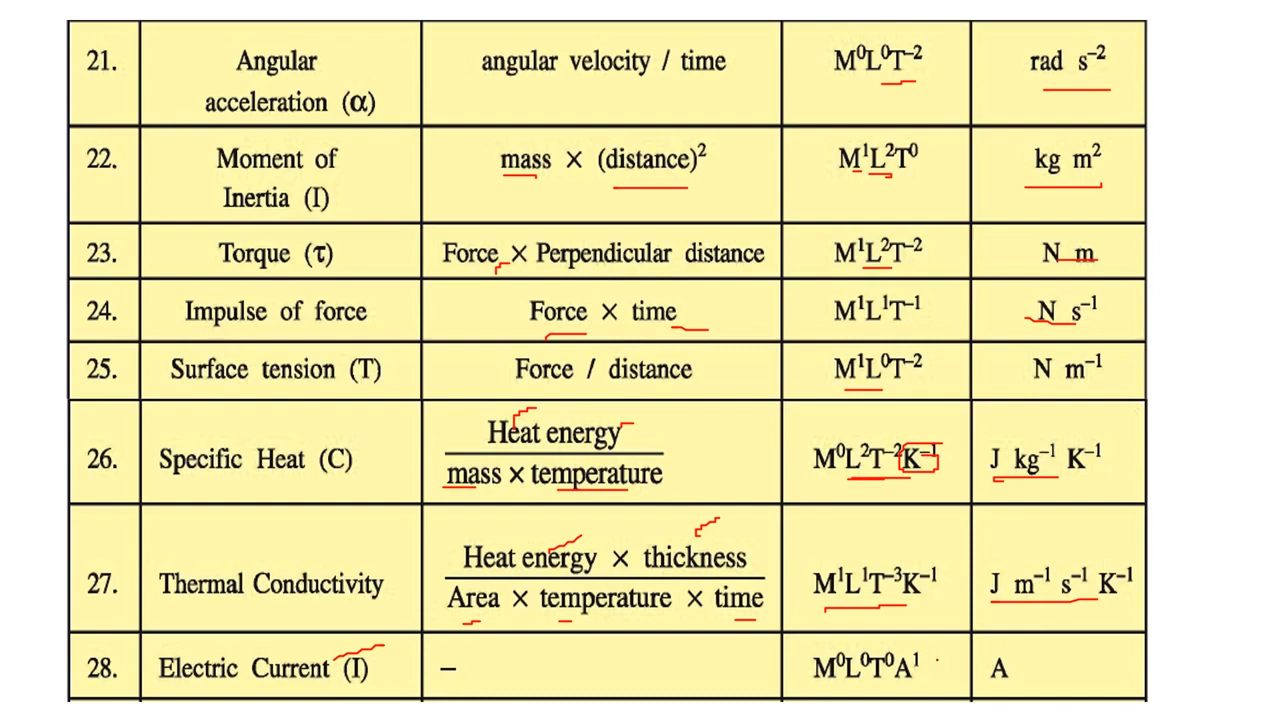 21. Angular angular velocity / time M⁰L⁰T⁻² rad s⁻²
acceleration (α)
22. Moment of mass × (distance)² M¹L²T⁰ kg m²
Inertia (I)
23. Torque (τ) Force × Perpendicular distance M¹L²T⁻² N m
24. Impulse of force Force × time M¹L¹T⁻¹ N s⁻¹
25. Surface tension (T) Force / distance M¹L⁰T⁻² N m⁻¹
Heat energy
26. Specific Heat (C) M⁰L²T⁻²K⁻¹ J kg⁻¹ K⁻¹
mass × temperature
Heat energy × thickness
27. Thermal Conductivity M¹L¹T⁻³K⁻¹ J m⁻¹ s⁻¹ K⁻¹
Area × temperature × time
28. Electric Current (I) – M⁰L⁰T⁰A¹ A